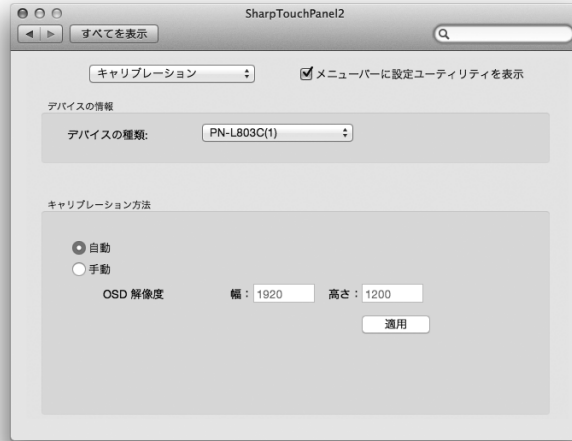 SharpTouchPanel2
すべてを表示
キャリブレーション
メニューバーに設定ユーティリティを表示
デバイスの情報
デバイスの種類:
PN-L803C(1)
キャリブレーション方法
自動
手動
OSD 解像度 幅： 1920 高さ： 1200
適用